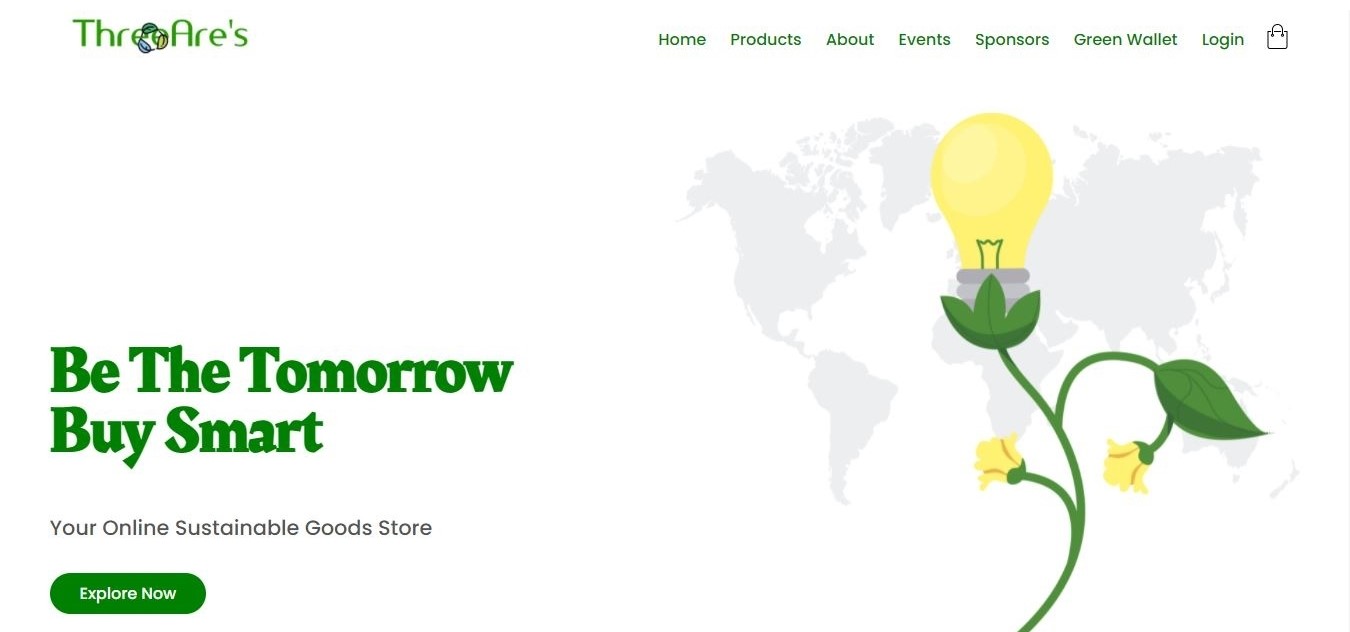 ThreeAre's
Home Products About Events Sponsors Green Wallet Login
Be The Tomorrow
Buy Smart
Your Online Sustainable Goods Store
Explore Now